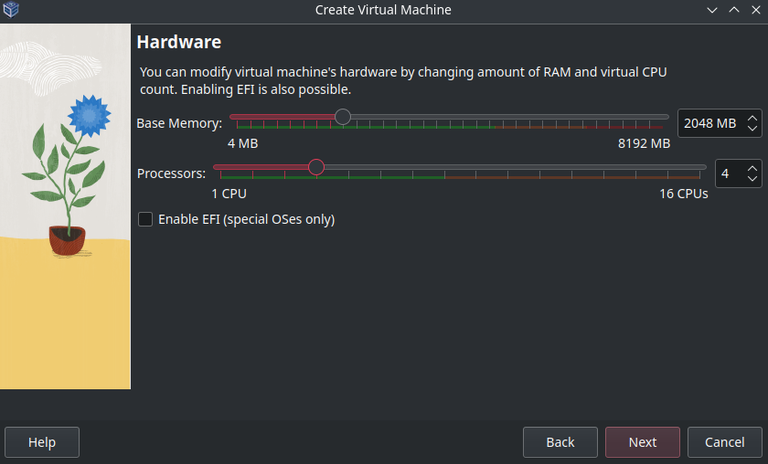 Create Virtual Machine
Hardware
You can modify virtual machine's hardware by changing amount of RAM and virtual CPU
count. Enabling EFI is also possible.
Base Memory:
2048 MB
4 MB
8192 MB
Processors:
4
1 CPU
16 CPUs
Enable EFI (special OSes only)
Help
Back
Next
Cancel